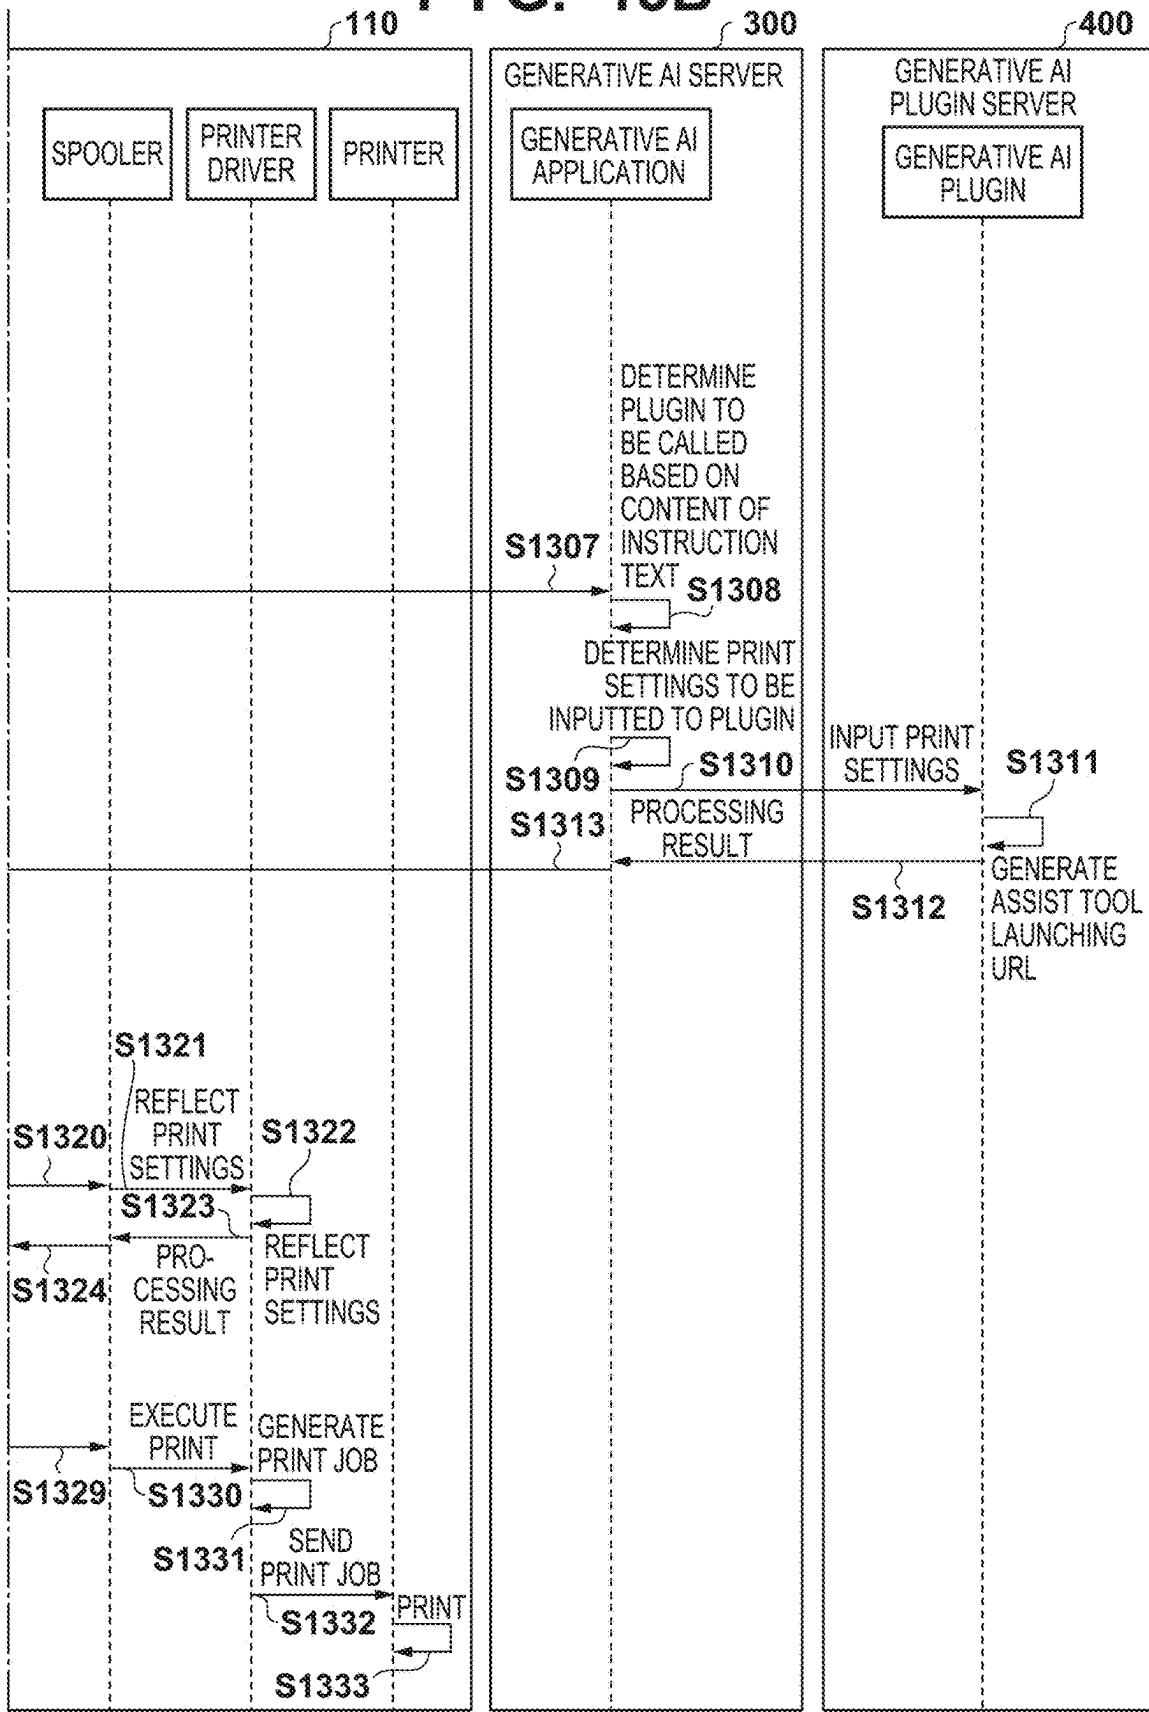 110
300
400
GENERATIVE AI SERVER
GENERATIVE AI
PLUGIN SERVER
SPOOLER
PRINTER
DRIVER
PRINTER
GENERATIVE AI
APPLICATION
GENERATIVE AI
PLUGIN
DETERMINE
PLUGIN TO
BE CALLED
BASED ON
CONTENT OF
INSTRUCTION
TEXT
S1307
S1308
DETERMINE PRINT
SETTINGS TO BE
INPUTTED TO PLUGIN
S1309
S1310
INPUT PRINT
SETTINGS
S1311
S1313
PROCESSING
RESULT
S1312
GENERATE
ASSIST TOOL
LAUNCHING
URL
S1321
REFLECT
PRINT
SETTINGS
S1320
S1322
S1323
REFLECT
PRINT
SETTINGS
S1324
PRO-
CESSING
RESULT
EXECUTE
PRINT
GENERATE
PRINT JOB
S1329
S1330
S1331
SEND
PRINT JOB
S1332
PRINT
S1333